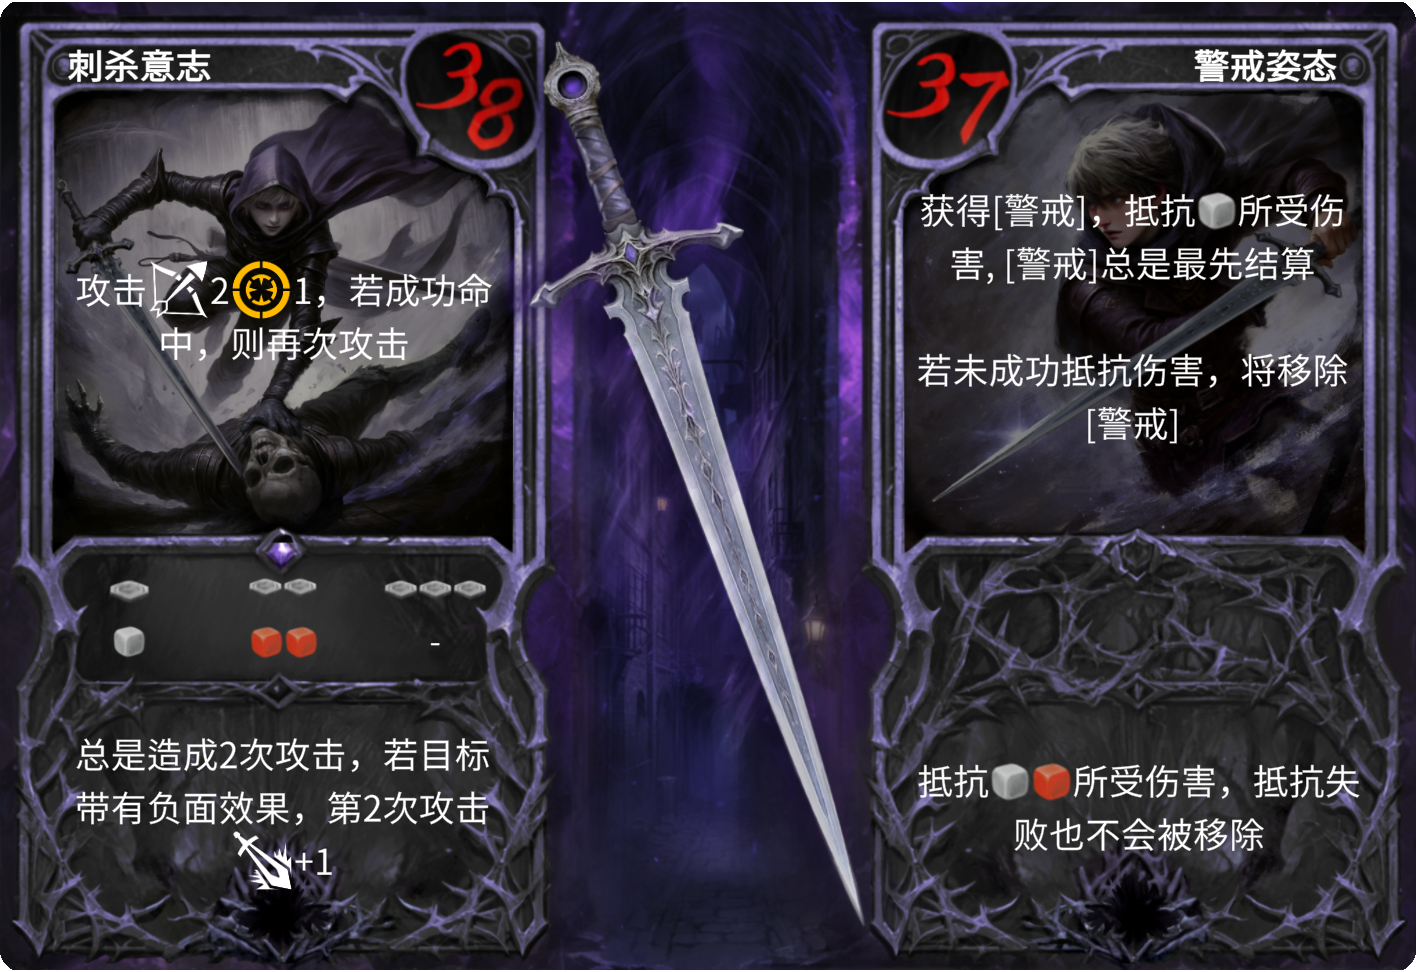 刺杀意志
38
攻击2 1，若成功命
中，则再次攻击
-
总是造成2次攻击，若目标
带有负面效果，第2次攻击
+1
37
警戒姿态
获得[警戒]，抵抗 所受伤
害, [警戒]总是最先结算
若未成功抵抗伤害，将移除
[警戒]
抵抗 所受伤害，抵抗失
败也不会被移除